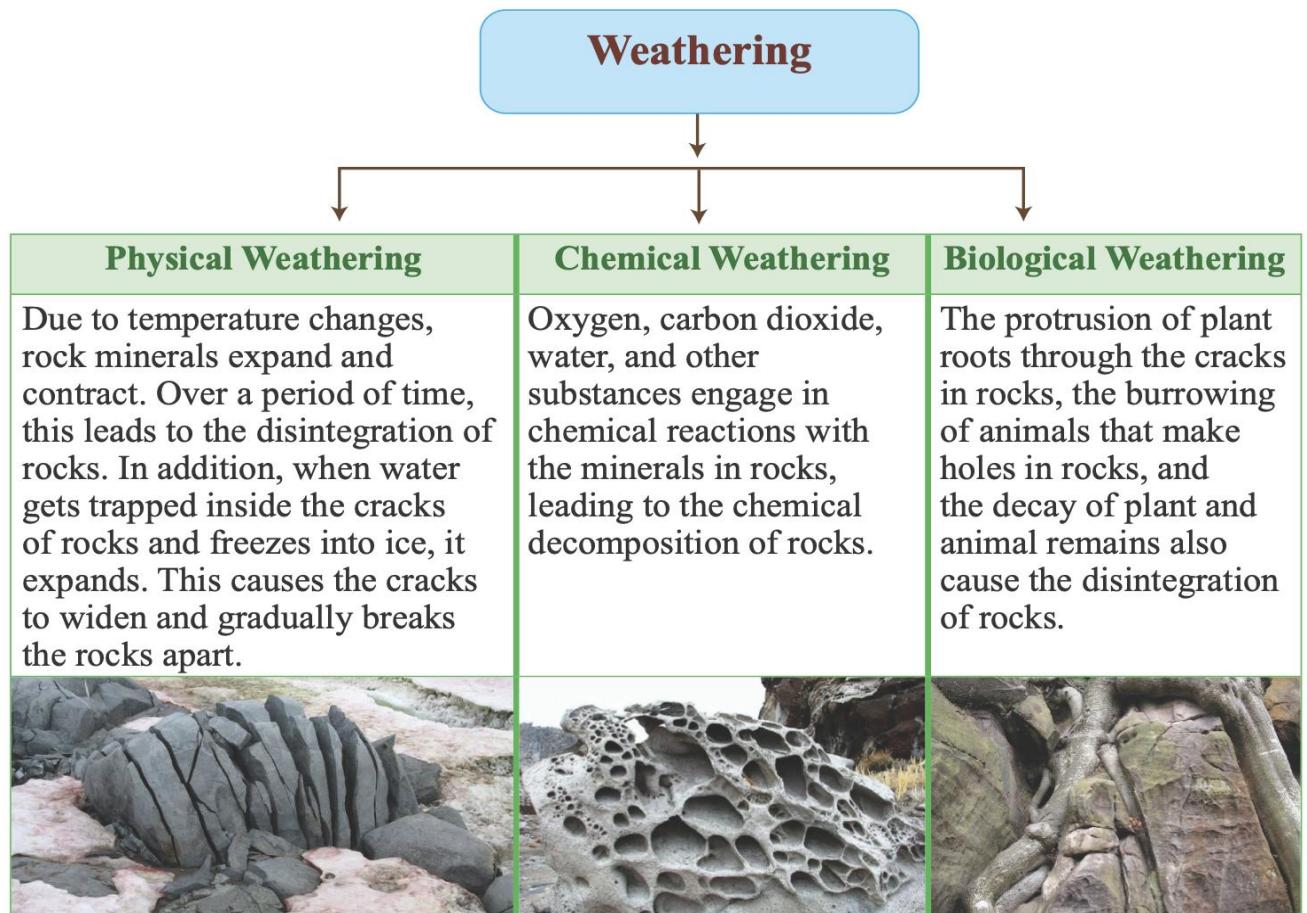 Weathering
Physical Weathering
Due to temperature changes,
rock minerals expand and
contract. Over a period of time,
this leads to the disintegration of
rocks. In addition, when water
gets trapped inside the cracks
of rocks and freezes into ice, it
expands. This causes the cracks
to widen and gradually breaks
the rocks apart.
Chemical Weathering
Oxygen, carbon dioxide,
water, and other
substances engage in
chemical reactions with
the minerals in rocks,
leading to the chemical
decomposition of rocks.
Biological Weathering
The protrusion of plant
roots through the cracks
in rocks, the burrowing
of animals that make
holes in rocks, and
the decay of plant and
animal remains also
cause the disintegration
of rocks.